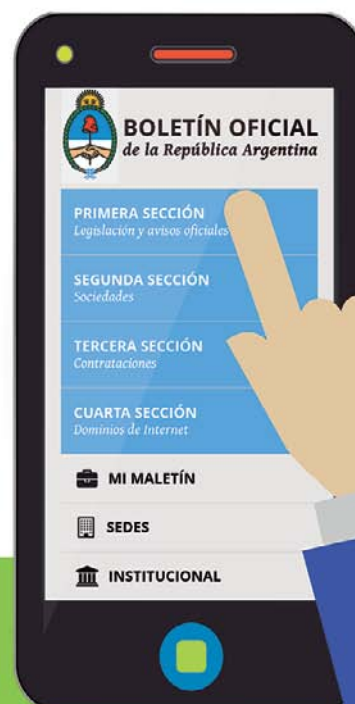 BOLETÍN OFICIAL
de la República Argentina
PRIMERA SECCIÓN
Legislación y avisos oficiales
SEGUNDA SECCIÓN
Sociedades
TERCERA SECCIÓN
Contrataciones
CUARTA SECCIÓN
Dominios de Internet
MI MALETÍN
SEDES
INSTITUCIONAL